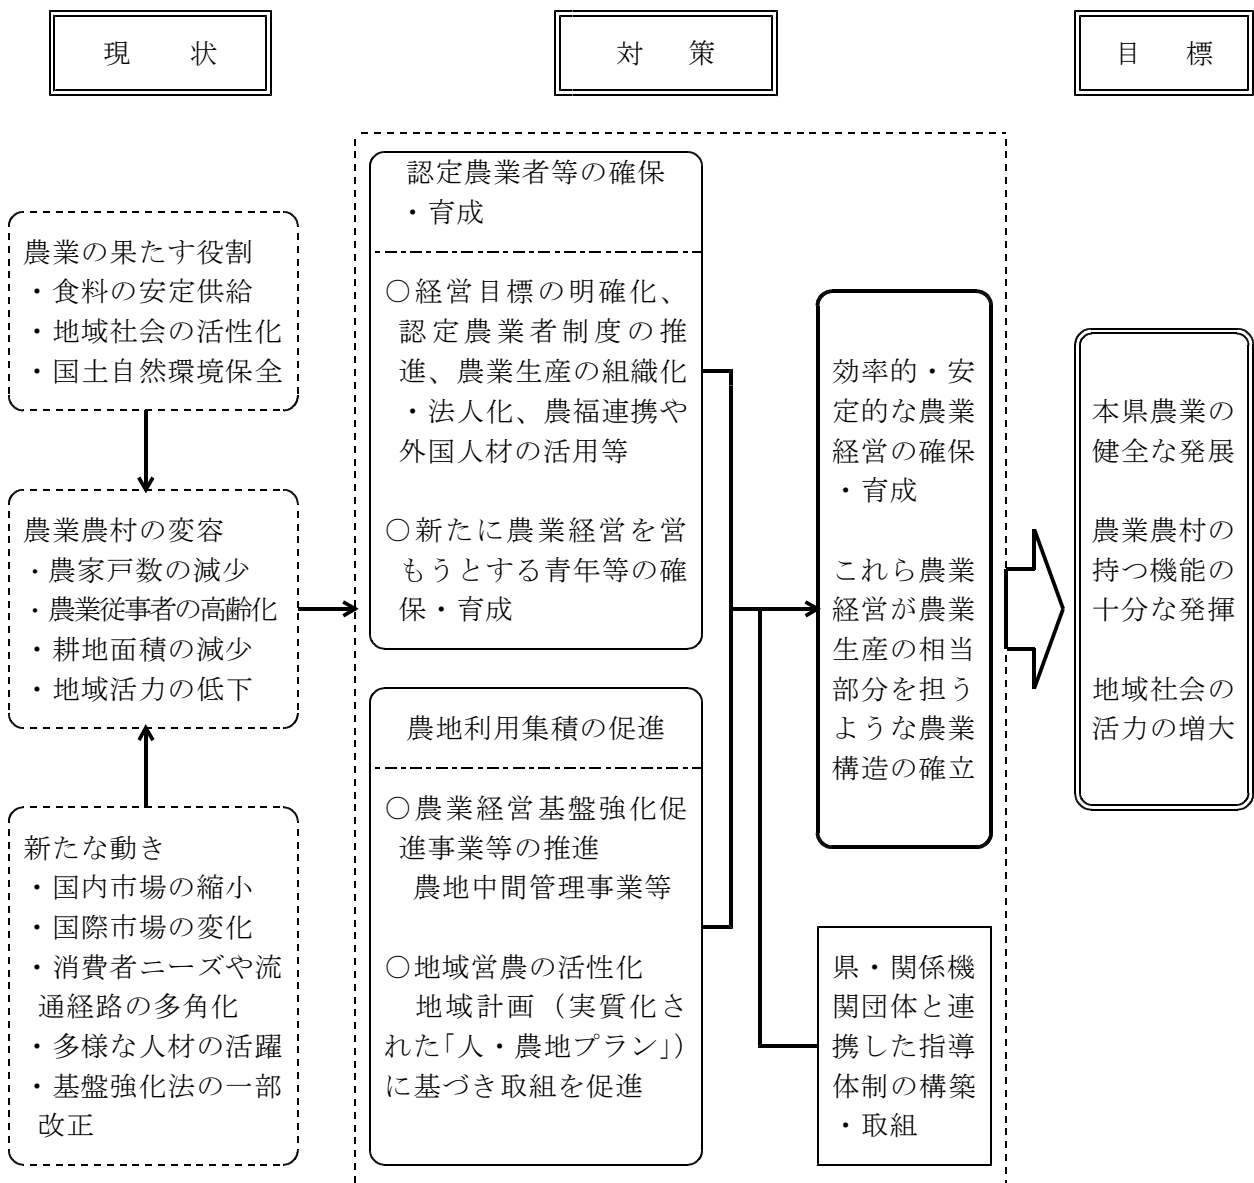 現　　状
対　策
目　標
農業の果たす役割
・食料の安定供給
・地域社会の活性化
・国土自然環境保全
農業農村の変容
・農家戸数の減少
・農業従事者の高齢化
・耕地面積の減少
・地域活力の低下
新たな動き
・国内市場の縮小
・国際市場の変化
・消費者ニーズや流
通経路の多角化
・多様な人材の活躍
・基盤強化法の一部
改正
認定農業者等の確保
・育成
○経営目標の明確化、
認定農業者制度の推
進、農業生産の組織化
・法人化、農福連携や
外国人材の活用等
○新たに農業経営を営
もうとする青年等の確
保・育成
農地利用集積の促進
○農業経営基盤強化促
進事業等の推進
農地中間管理事業等
○地域営農の活性化
地域計画（実質化さ
れた｢人・農地プラン｣）
に基づき取組を促進
効率的・安
定的な農業
経営の確保
・育成
これら農業
経営が農業
生産の相当
部分を担う
ような農業
構造の確立
県・関係機
関団体と連
携した指導
体制の構築
・取組
本県農業の
健全な発展
農業農村の
持つ機能の
十分な発揮
地域社会の
活力の増大